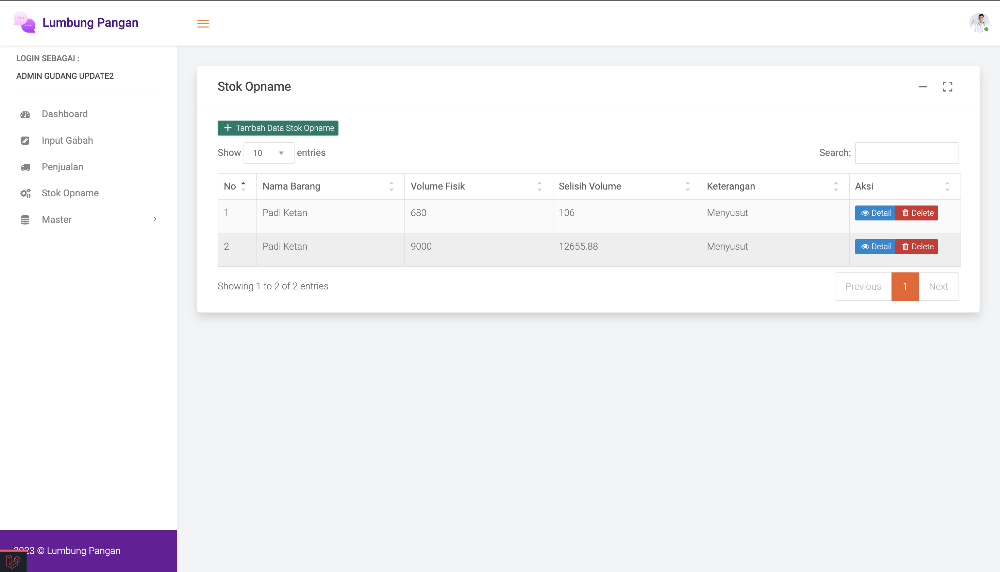 Lumbung Pangan
LOGIN SEBAGAI :
ADMIN GUDANG UPDATE2
Dashboard
Input Gabah
Penjualan
Stok Opname
Master
Stok Opname
Tambah Data Stok Opname
Show 10 entries
Search:
No Nama Barang Volume Fisik Selisih Volume Keterangan Aksi
1 Padi Ketan 680 106 Menyusut Detail Delete
2 Padi Ketan 9000 12655.88 Menyusut Detail Delete
Showing 1 to 2 of 2 entries
Previous 1 Next
2023 © Lumbung Pangan